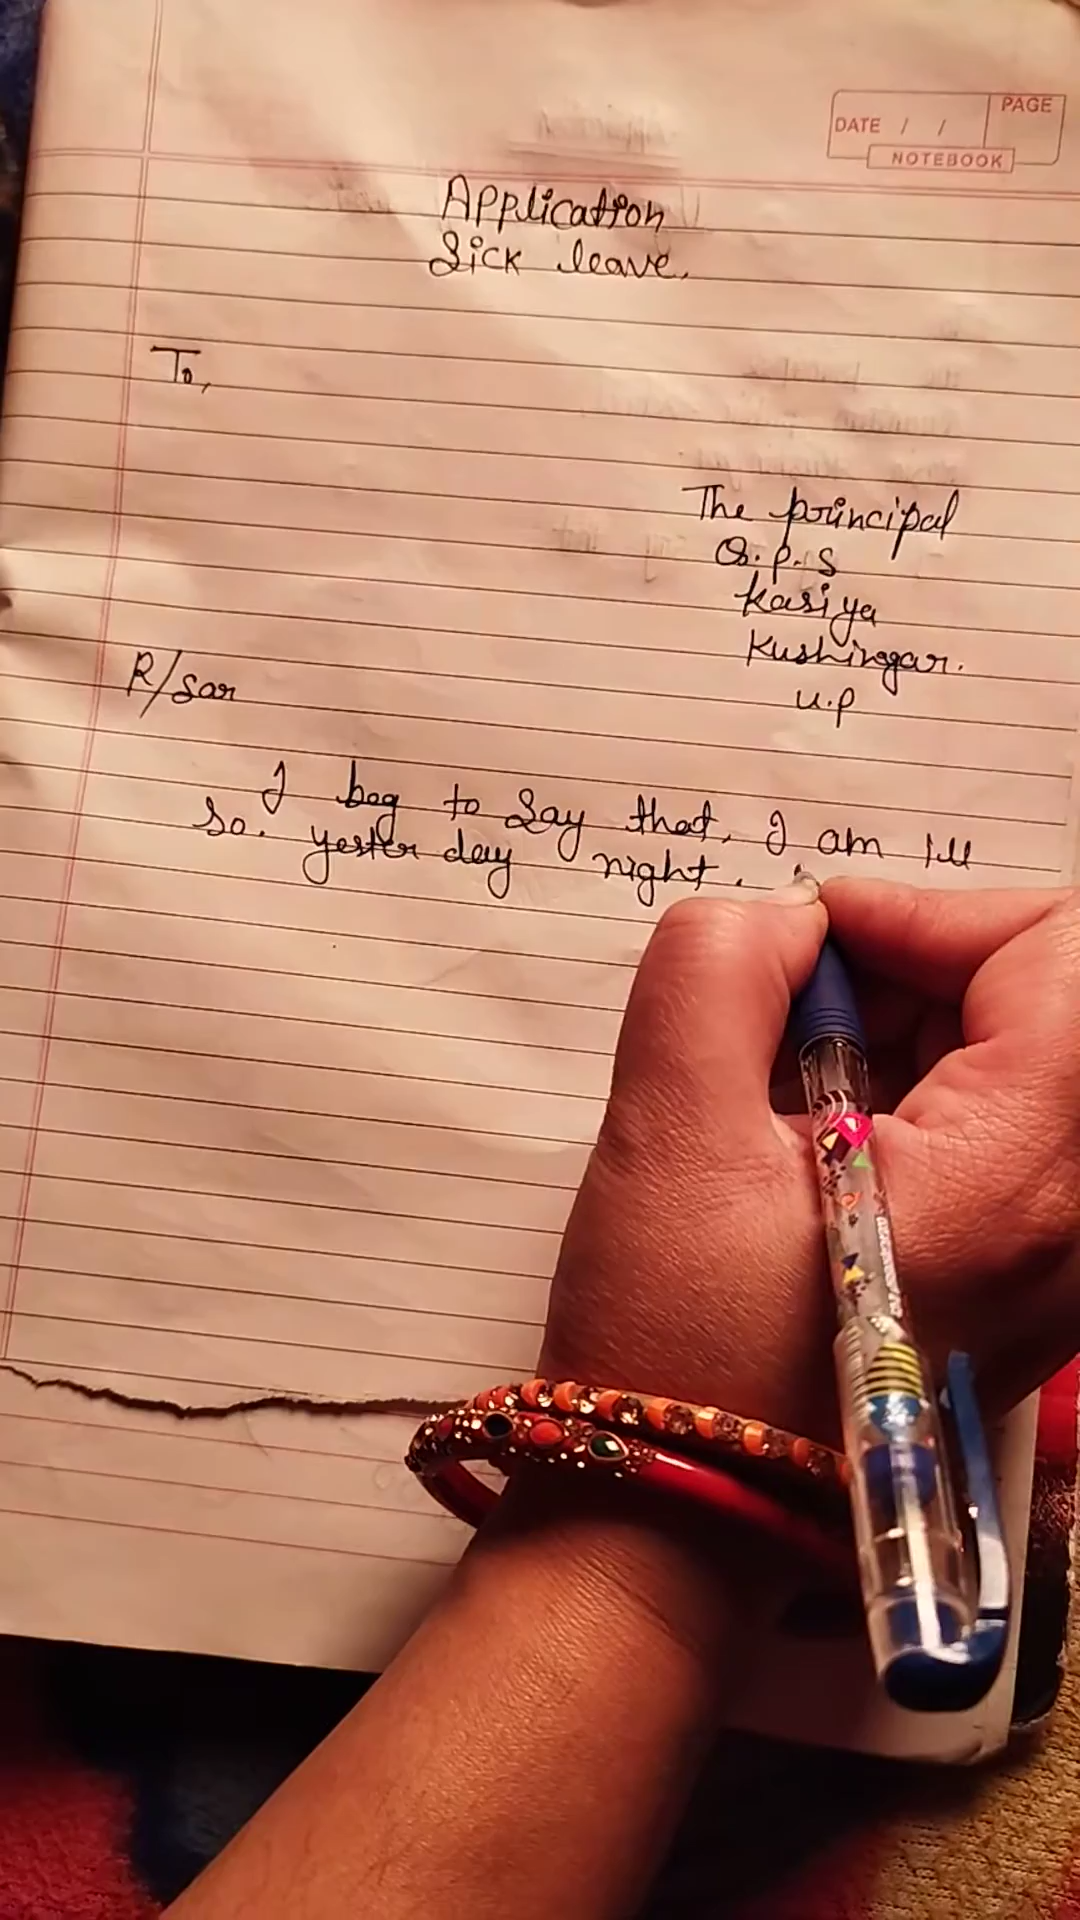 PAGE
DATE / /
NOTEBOOK
Application
Sick leave.
To,
The principal
Q.P.S
Kasiya
Kushinagar.
U.P
R/sar
I beg to say that, I am ill
so. yester day night.